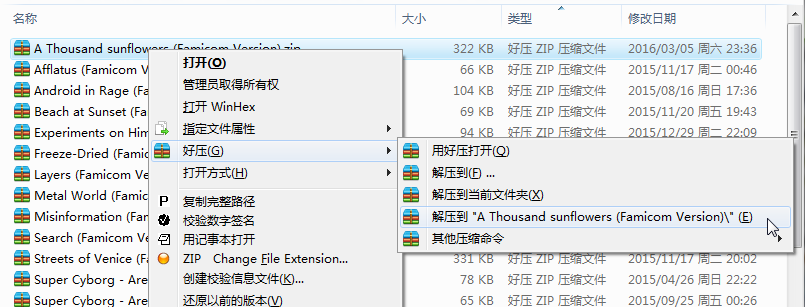 名称 大小 类型 修改日期
A Thousand sunflowers (Famicom Version).zip 322 KB 好压 ZIP 压缩文件 2016/03/05 周六 23:36
Afflatus (Famicom 66 KB 好压 ZIP 压缩文件 2015/11/17 周二 00:46
Android in Rage (Fam 104 KB 好压 ZIP 压缩文件 2015/08/16 周日 17:36
Beach at Sunset (Fam 69 KB 好压 ZIP 压缩文件 2015/11/20 周五 19:43
Experiments on Him 94 KB 好压 ZIP 压缩文件 2015/12/29 周二 22:09
Freeze-Dried (Famic
Layers (Famicom Ve
Metal World (Famic
Misinformation (Fam
Search (Famicom Ve
Streets of Venice (Fa 331 KB 好压 ZIP 压缩文件 2015/11/17 周二 20:02
Super Cyborg - Are 78 KB 好压 ZIP 压缩文件 2015/04/26 周日 22:22
Super Cyborg - Are 65 KB 好压 ZIP 压缩文件 2015/09/25 周五 00:28
打开(O)
管理员取得所有权
打开 WinHex
指定文件属性
好压(G)
打开方式(H)
复制完整路径
校验数字签名
用记事本打开
ZIP Change File Extension...
创建校验信息文件(K)...
还原以前的版本(V)
用好压打开(Q)
解压到(F) ...
解压到当前文件夹(X)
解压到 "A Thousand sunflowers (Famicom Version)\" (E)
其他压缩命令